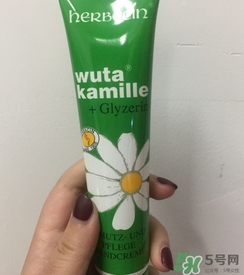 herbacin
wuta®
kamille
+ Glyzerin
SCHUTZ- UND
PFLEGE
HANDCREME
5号网